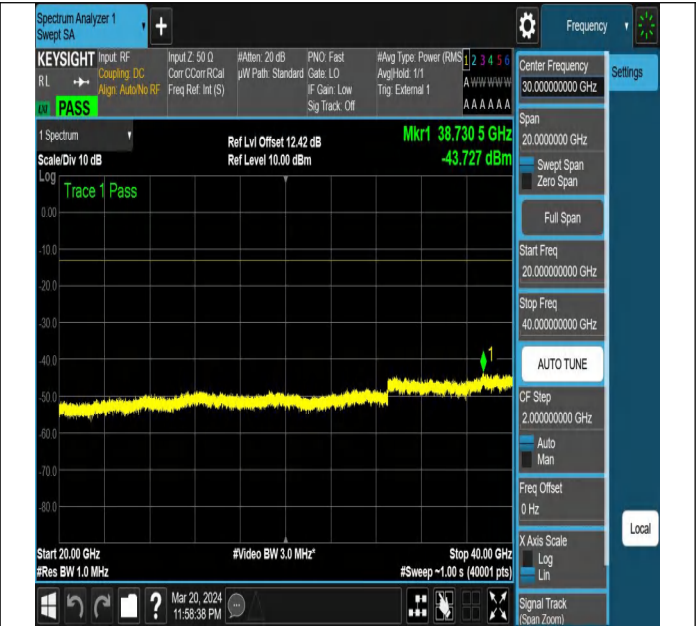 Spectrum Analyzer 1
Swept SA
+
Frequency
KEYSIGHT
RL
PASS
Input: RF
Coupling: DC
Align: Auto/No RF
Input Z: 50 Ω
Corr CCorr RCal
Freq Ref: Int (S)
#Atten: 20 dB
µW Path: Standard
PNO: Fast
Gate: LO
IF Gain: Low
Sig Track: Off
#Avg Type: Power (RMS
Avg|Hold: 1/1
Trig: External 1
1 2 3 4 5 6
A W W W W W
A A A A A A
1 Spectrum
Scale/Div 10 dB
Ref Lvl Offset 12.42 dB
Ref Level 10.00 dBm
Mkr1 38.730 5 GHz
-43.727 dBm
Log
Trace 1 Pass
0.00
-10.0
-20.0
-30.0
-40.0
-50.0
-60.0
-70.0
-80.0
1
Start 20.00 GHz
#Res BW 1.0 MHz
#Video BW 3.0 MHz*
Stop 40.00 GHz
#Sweep ~1.00 s (40001 pts)
Mar 20, 2024
11:58:38 PM
?
Center Frequency
30.000000000 GHz
Settings
Span
20.0000000 GHz
Swept Span
Zero Span
Full Span
Start Freq
20.000000000 GHz
Stop Freq
40.000000000 GHz
AUTO TUNE
CF Step
2.000000000 GHz
Auto
Man
Freq Offset
0 Hz
X Axis Scale
Log
Lin
Local
Signal Track
(Span Zoom)